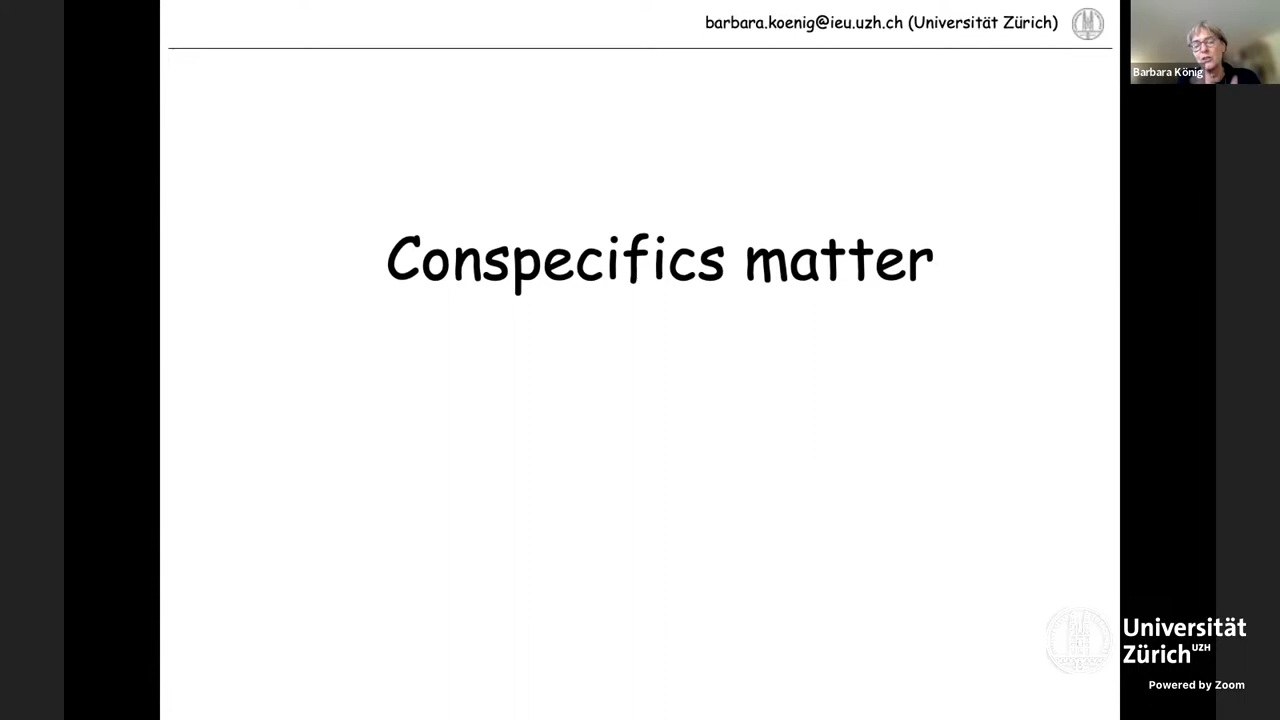 barbara.koenig@ieu.uzh.ch (Universität Zürich)
Barbara König
Conspecifics matter
Universität
Zürich UZH
Powered by Zoom